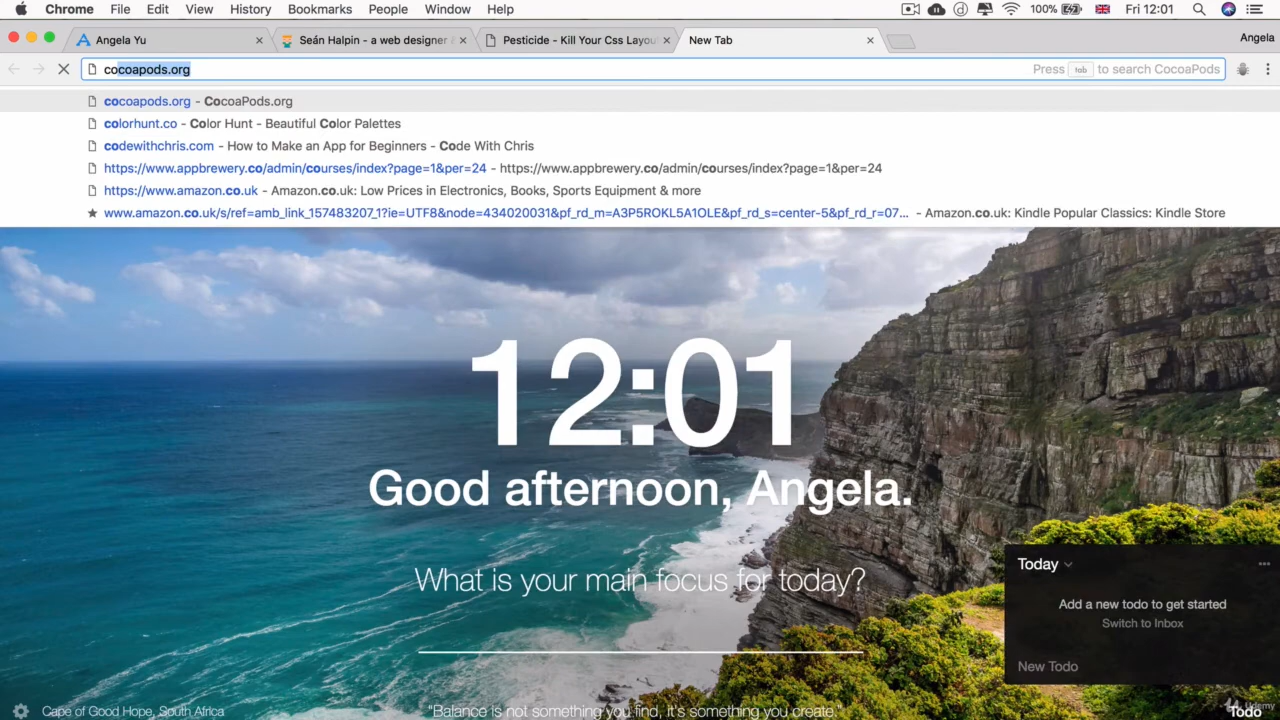 Chrome File Edit View History Bookmarks People Window Help 100% Fri 12:01
Angela Yu Seán Halpin - a web designer Pesticide - Kill Your Css Layou New Tab Angela
cocoapods.org Press tab to search CocoaPods
cocoapods.org - CocoaPods.org
colorhunt.co - Color Hunt - Beautiful Color Palettes
codewithchris.com - How to Make an App for Beginners - Code With Chris
https://www.appbrewery.co/admin/courses/index?page=1&per=24 - https://www.appbrewery.co/admin/courses/index?page=1&per=24
https://www.amazon.co.uk - Amazon.co.uk: Low Prices in Electronics, Books, Sports Equipment & more
www.amazon.co.uk/s/ref=amb_link_157483207_1?ie=UTF8&node=434020031&pf_rd_m=A3P5ROKL5A1OLE&pf_rd_s=center-5&pf_rd_r=07... - Amazon.co.uk: Kindle Popular Classics: Kindle Store
12:01
Good afternoon, Angela.
What is your main focus for today?
Today
Add a new todo to get started
Switch to Inbox
New Todo
Cape of Good Hope, South Africa
"Balance is not something you find, it's something you create."
Udemy
Todo